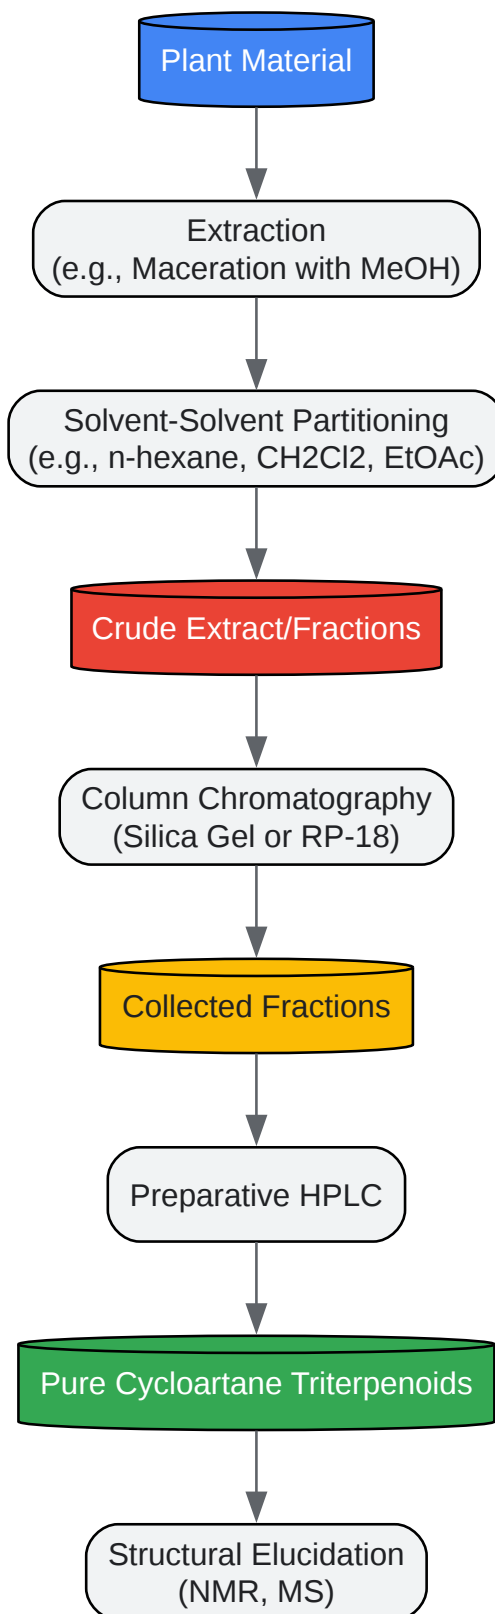 Plant Material
Extraction
(e.g., Maceration with MeOH)
Solvent-Solvent Partitioning
(e.g., n-hexane, CH2Cl2, EtOAc)
Crude Extract/Fractions
Column Chromatography
(Silica Gel or RP-18)
Collected Fractions
Preparative HPLC
Pure Cycloartane Triterpenoids
Structural Elucidation
(NMR, MS)